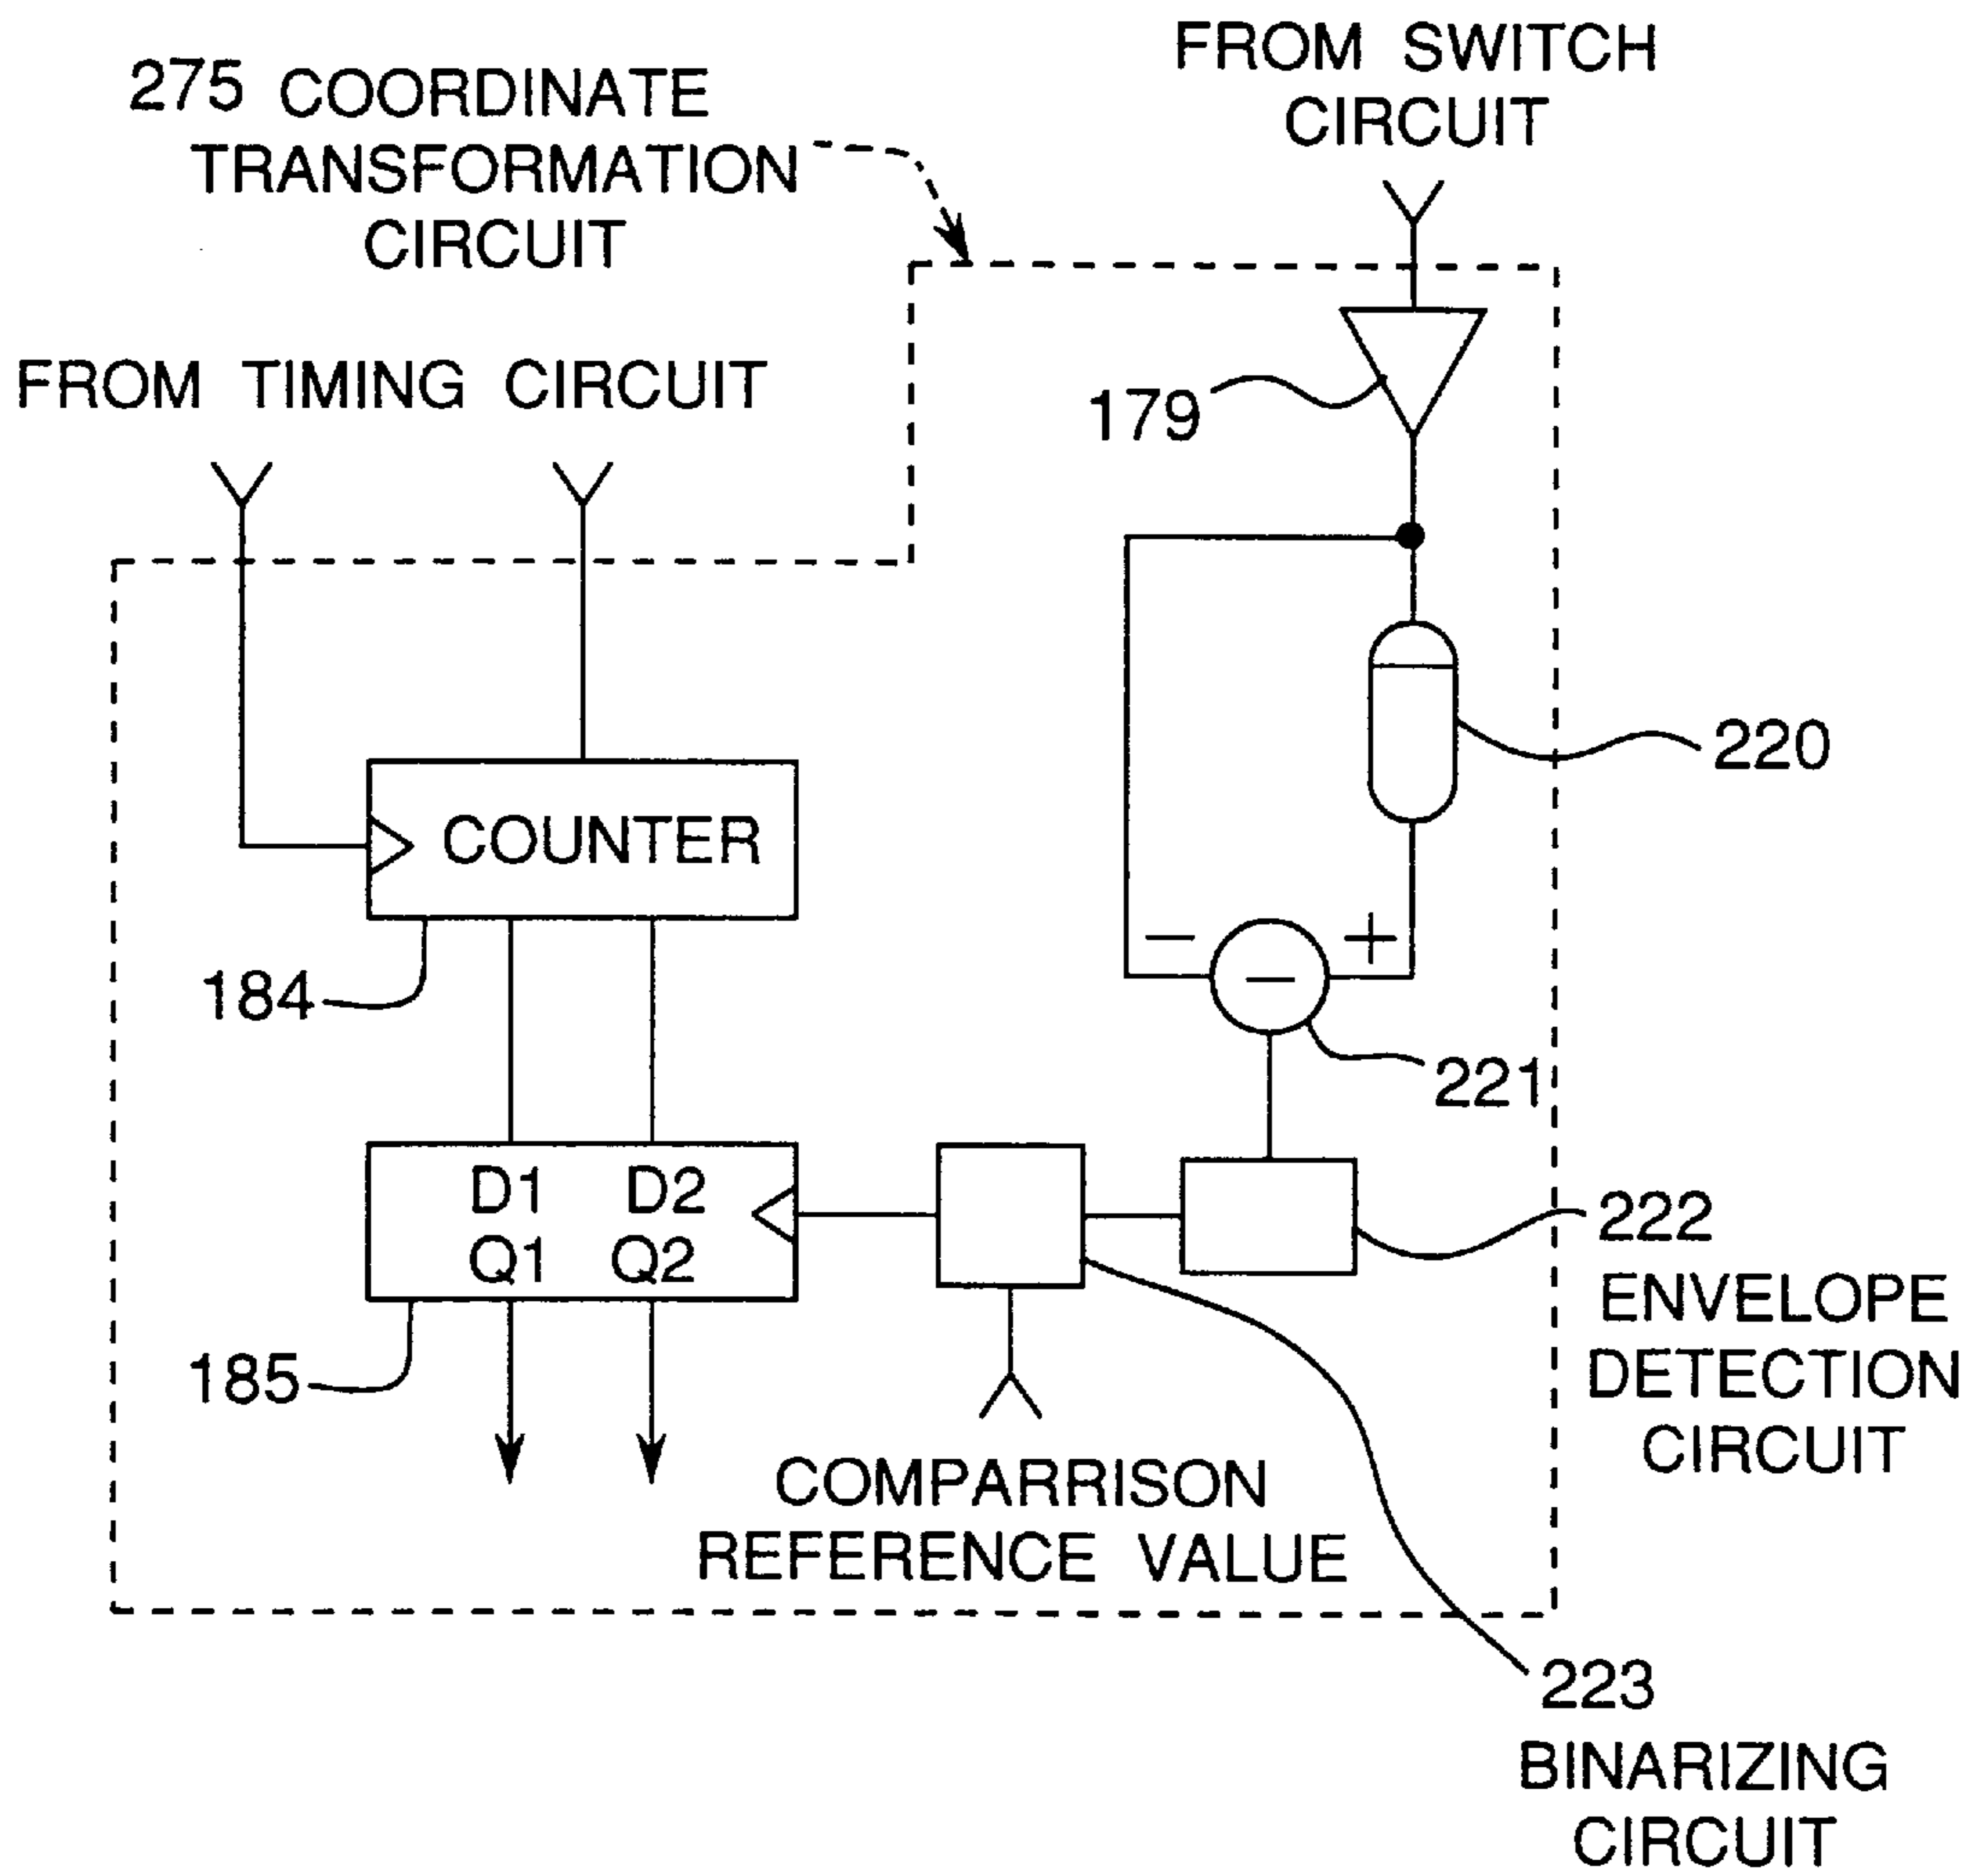 FROM SWITCH
CIRCUIT
275 COORDINATE
TRANSFORMATION
CIRCUIT
FROM TIMING CIRCUIT
179
220
COUNTER
− +
−
184
221
D1 D2
Q1 Q2
222
ENVELOPE
DETECTION
CIRCUIT
185
COMPARRISON
REFERENCE VALUE
223
BINARIZING
CIRCUIT